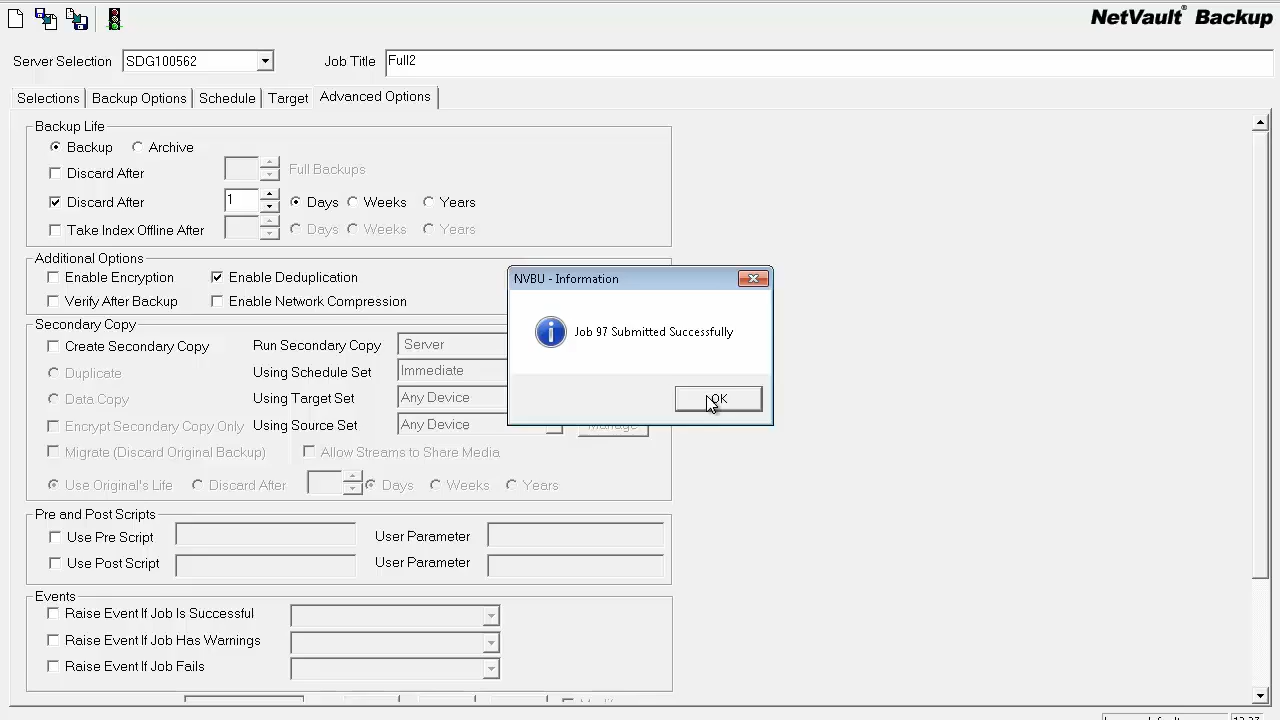 NetVault® Backup
Server Selection SDG100562 Job Title Full2
Selections Backup Options Schedule Target Advanced Options
Backup Life
Backup Archive
Discard After Full Backups
Discard After 1 Days Weeks Years
Take Index Offline After Days Weeks Years
Additional Options
Enable Encryption Enable Deduplication
Verify After Backup Enable Network Compression
NVBU - Information
Job 97 Submitted Successfully
OK
Secondary Copy
Create Secondary Copy Run Secondary Copy Server
Duplicate Using Schedule Set Immediate
Data Copy Using Target Set Any Device
Encrypt Secondary Copy Only Using Source Set Any Device Manage
Migrate (Discard Original Backup) Allow Streams to Share Media
Use Original's Life Discard After Days Weeks Years
Pre and Post Scripts
Use Pre Script User Parameter
Use Post Script User Parameter
Events
Raise Event If Job Is Successful
Raise Event If Job Has Warnings
Raise Event If Job Fails